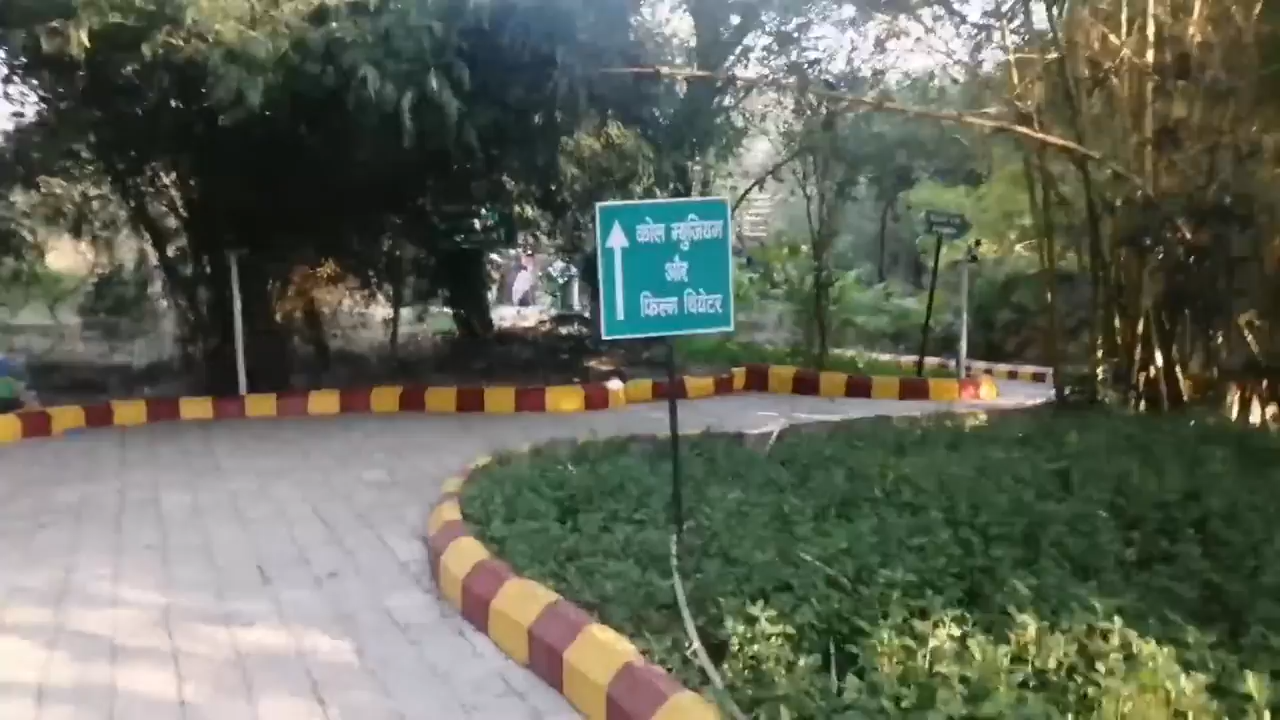 कोल म्युजियम
और
फिल्म थियेटर